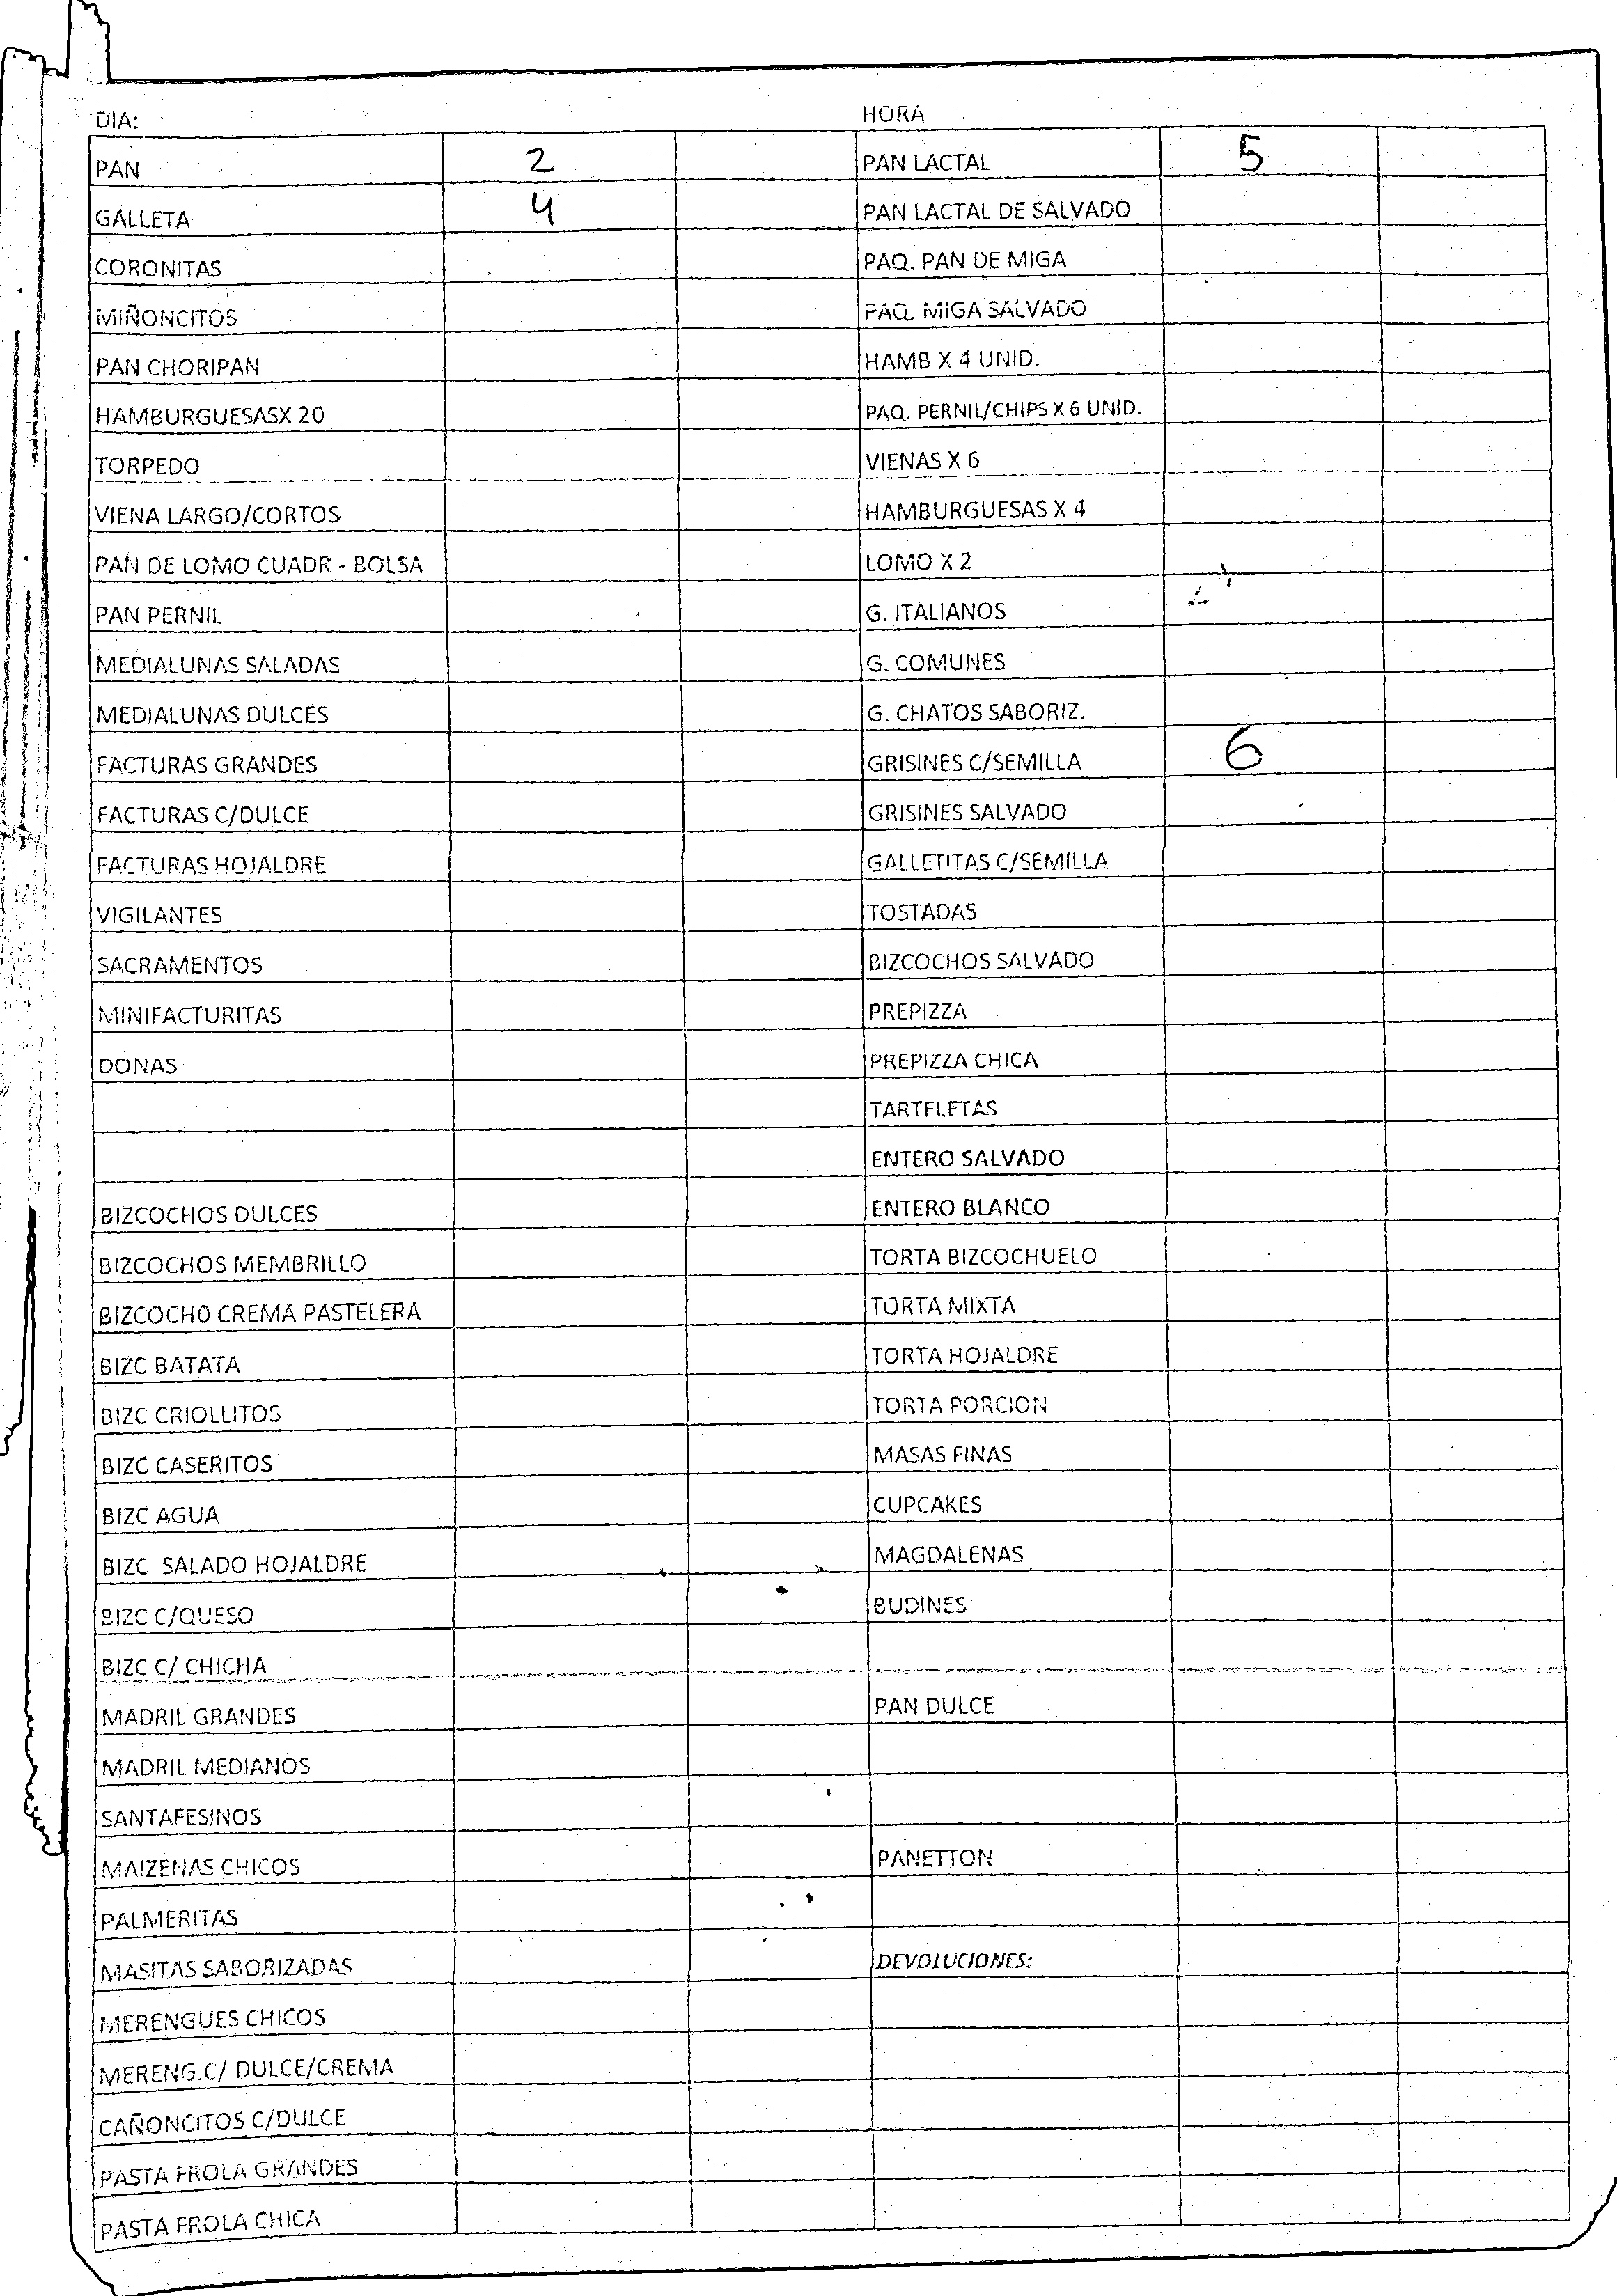 DIA: HORA
PAN 2 PAN LACTAL 5
GALLETA 4 PAN LACTAL DE SALVADO
CORONITAS PAQ. PAN DE MIGA
MIÑONCITOS PAQ. MIGA SALVADO
PAN CHORIPAN HAMB X 4 UNID.
HAMBURGUESASX 20 PAQ. PERNIL/CHIPS X 6 UNID.
TORPEDO VIENAS X 6
VIENA LARGO/CORTOS HAMBURGUESAS X 4
PAN DE LOMO CUADR - BOLSA LOMO X 2
PAN PERNIL G. ITALIANOS
MEDIALUNAS SALADAS G. COMUNES
MEDIALUNAS DULCES G. CHATOS SABORIZ.
FACTURAS GRANDES GRISINES C/SEMILLA 6
FACTURAS C/DULCE GRISINES SALVADO
FACTURAS HOJALDRE GALLETITAS C/SEMILLA
VIGILANTES TOSTADAS
SACRAMENTOS BIZCOCHOS SALVADO
MINIFACTURITAS PREPIZZA
DONAS PREPIZZA CHICA
TARTELETAS
ENTERO SALVADO
BIZCOCHOS DULCES ENTERO BLANCO
BIZCOCHOS MEMBRILLO TORTA BIZCOCHUELO
BIZCOCHO CREMA PASTELERA TORTA MIXTA
BIZC BATATA TORTA HOJALDRE
BIZC CRIOLLITOS TORTA PORCION
BIZC CASERITOS MASAS FINAS
BIZC AGUA CUPCAKES
BIZC SALADO HOJALDRE MAGDALENAS
BIZC C/QUESO BUDINES
BIZC C/ CHICHA
MADRIL GRANDES PAN DULCE
MADRIL MEDIANOS
SANTAFESINOS
MAIZENAS CHICOS PANETTON
PALMERITAS
MASITAS SABORIZADAS DEVOLUCIONES:
MERENGUES CHICOS
MERENG.C/ DULCE/CREMA
CAÑONCITOS C/DULCE
PASTA FROLA GRANDES
PASTA FROLA CHICA